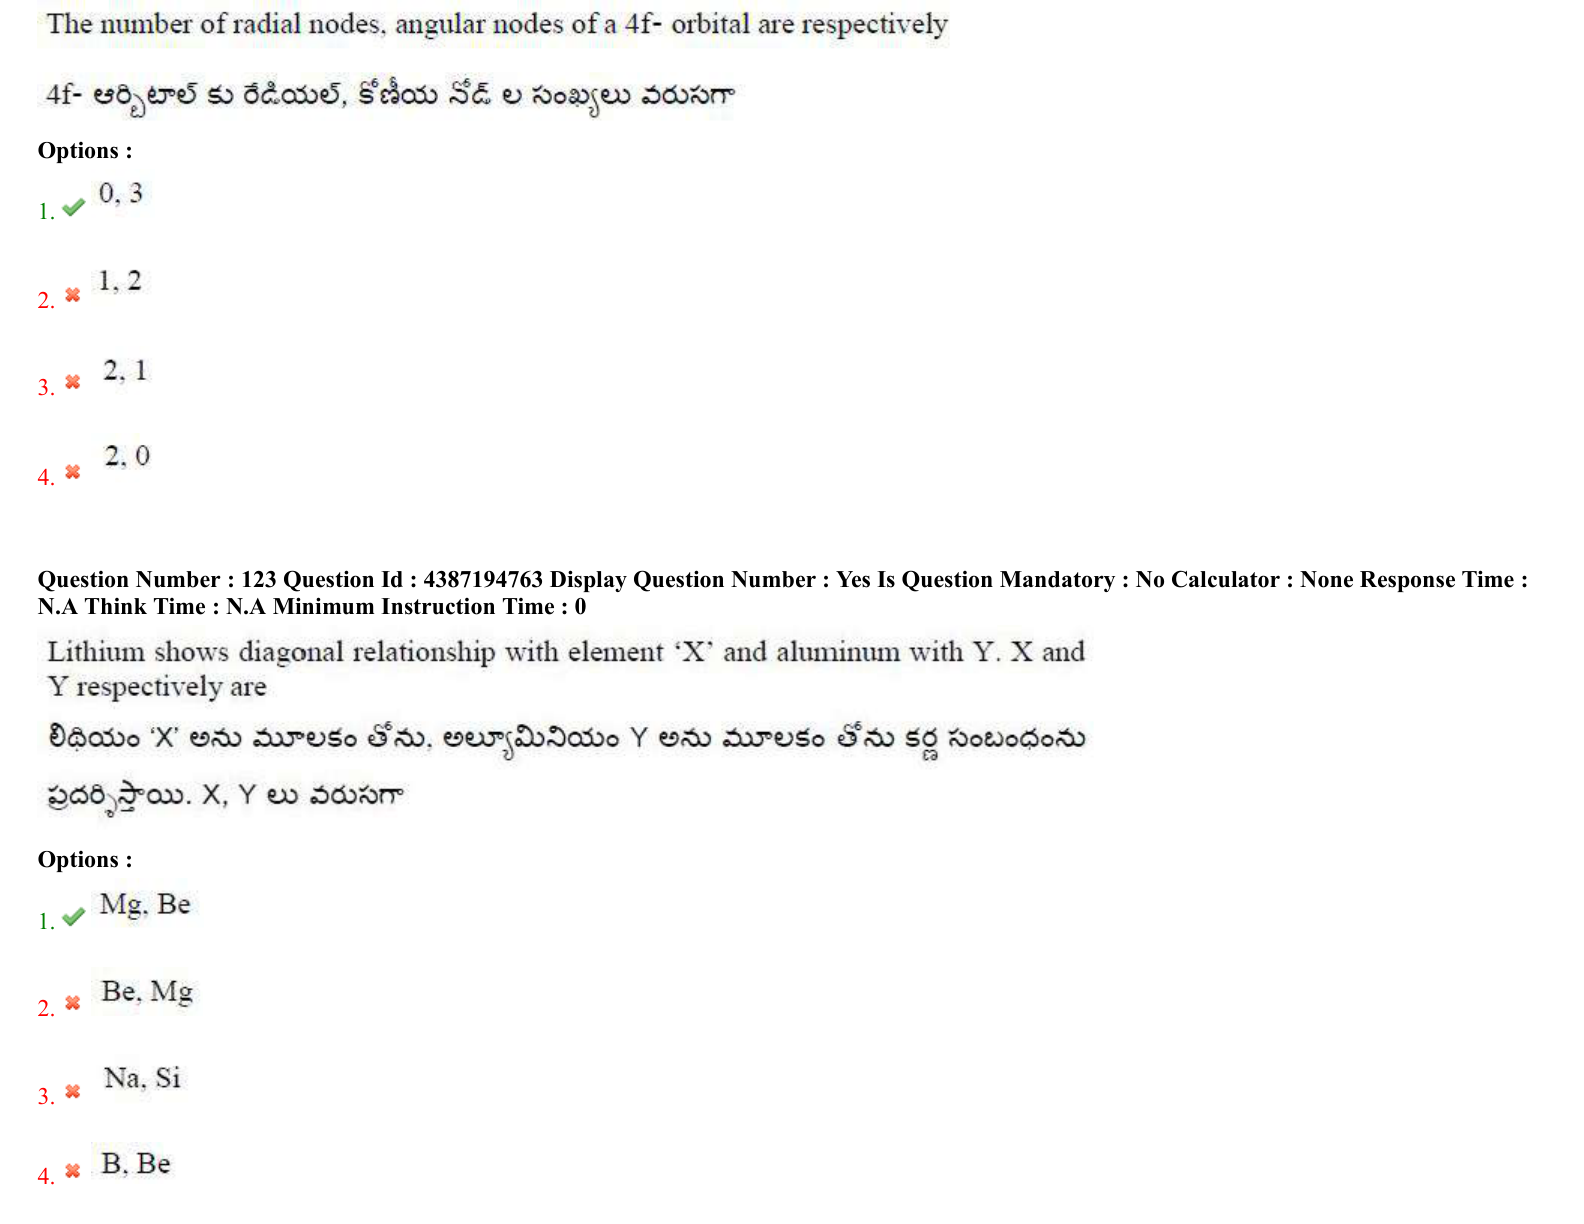 The number of radial nodes, angular nodes of a 4f- orbital are respectively
4f- ఆర్బిటాల్ కు రేడియల్, కోణీయ నోడ్ ల సంఖ్యలు వరుసగా
Options :
1. 0, 3
2. 1, 2
3. 2, 1
4. 2, 0
Question Number : 123 Question Id : 4387194763 Display Question Number : Yes Is Question Mandatory : No Calculator : None Response Time :
N.A Think Time : N.A Minimum Instruction Time : 0
Lithium shows diagonal relationship with element ‘X’ and aluminum with Y. X and
Y respectively are
లిథియం ‘X’ అను మూలకం తోను, అల్యూమినియం Y అను మూలకం తోను కర్ణ సంబంధంను
ప్రదర్శిస్తాయి. X, Y లు వరుసగా
Options :
1. Mg, Be
2. Be, Mg
3. Na, Si
4. B, Be